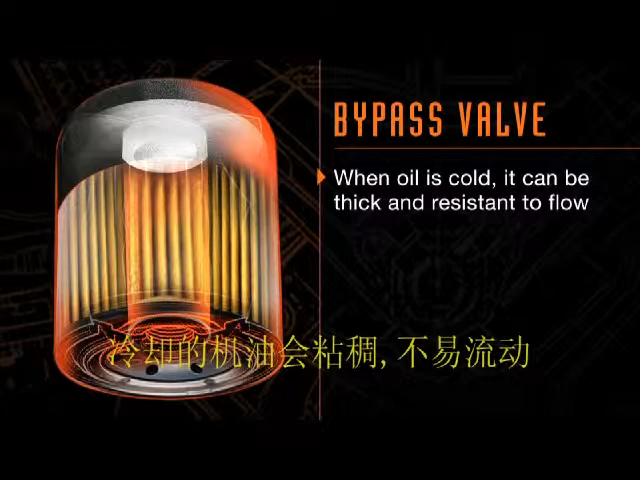 BYPASS VALVE
When oil is cold, it can be
thick and resistant to flow
冷却的机油会粘稠,不易流动